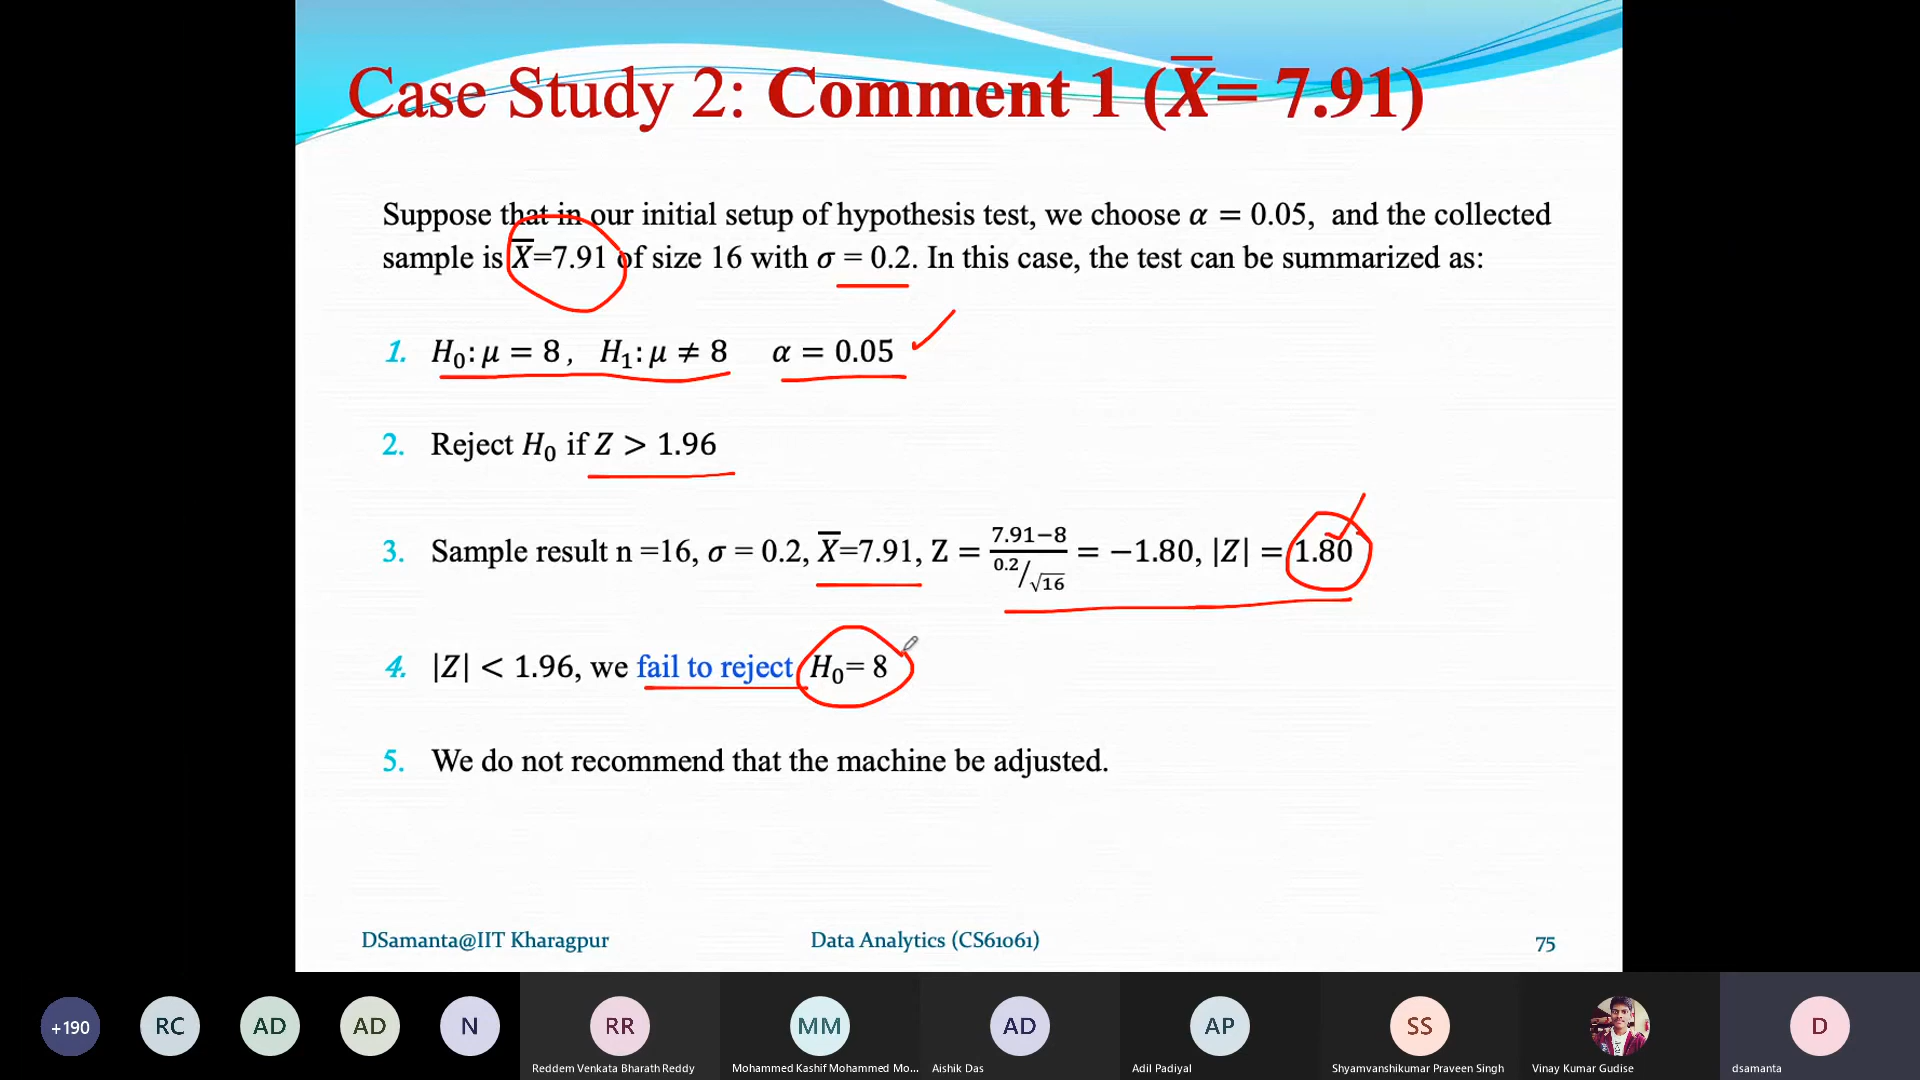 Case Study 2: Comment 1 (X̅= 7.91)
Suppose that in our initial setup of hypothesis test, we choose α = 0.05, and the collected
sample is X̅=7.91 of size 16 with σ = 0.2. In this case, the test can be summarized as:
1. H₀: μ = 8, H₁: μ ≠ 8 α = 0.05
2. Reject H₀ if Z > 1.96
3. Sample result n =16, σ = 0.2, X̅=7.91, Z = 7.91−8 / 0.2/√16 = −1.80, |Z| = 1.80
4. |Z| < 1.96, we fail to reject H₀= 8
5. We do not recommend that the machine be adjusted.
DSamanta@IIT Kharagpur Data Analytics (CS61061) 75
+190 RC AD AD N RR MM AD AP SS D
Reddem Venkata Bharath Reddy Mohammed Kashif Mohammed Mo... Aishik Das Adil Padiyal Shyamvanshikumar Praveen Singh Vinay Kumar Gudise dsamanta